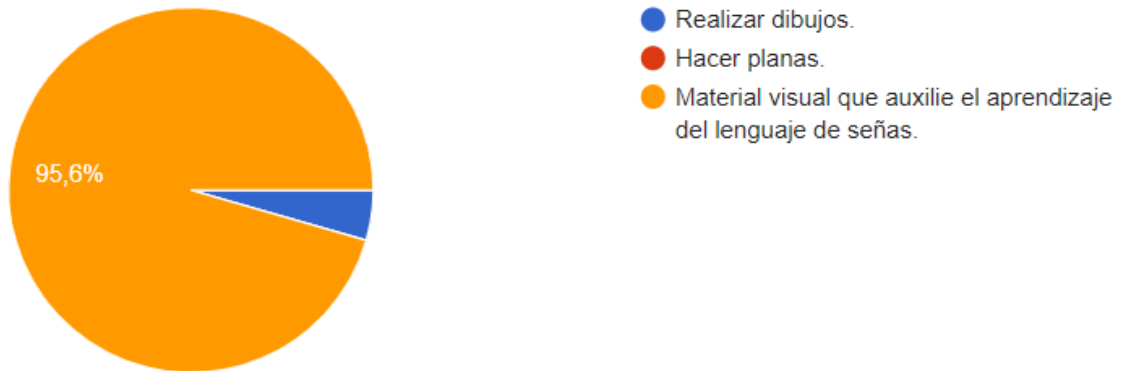 Realizar dibujos.
Hacer planas.
Material visual que auxilie el aprendizaje
del lenguaje de señas.
95,6%